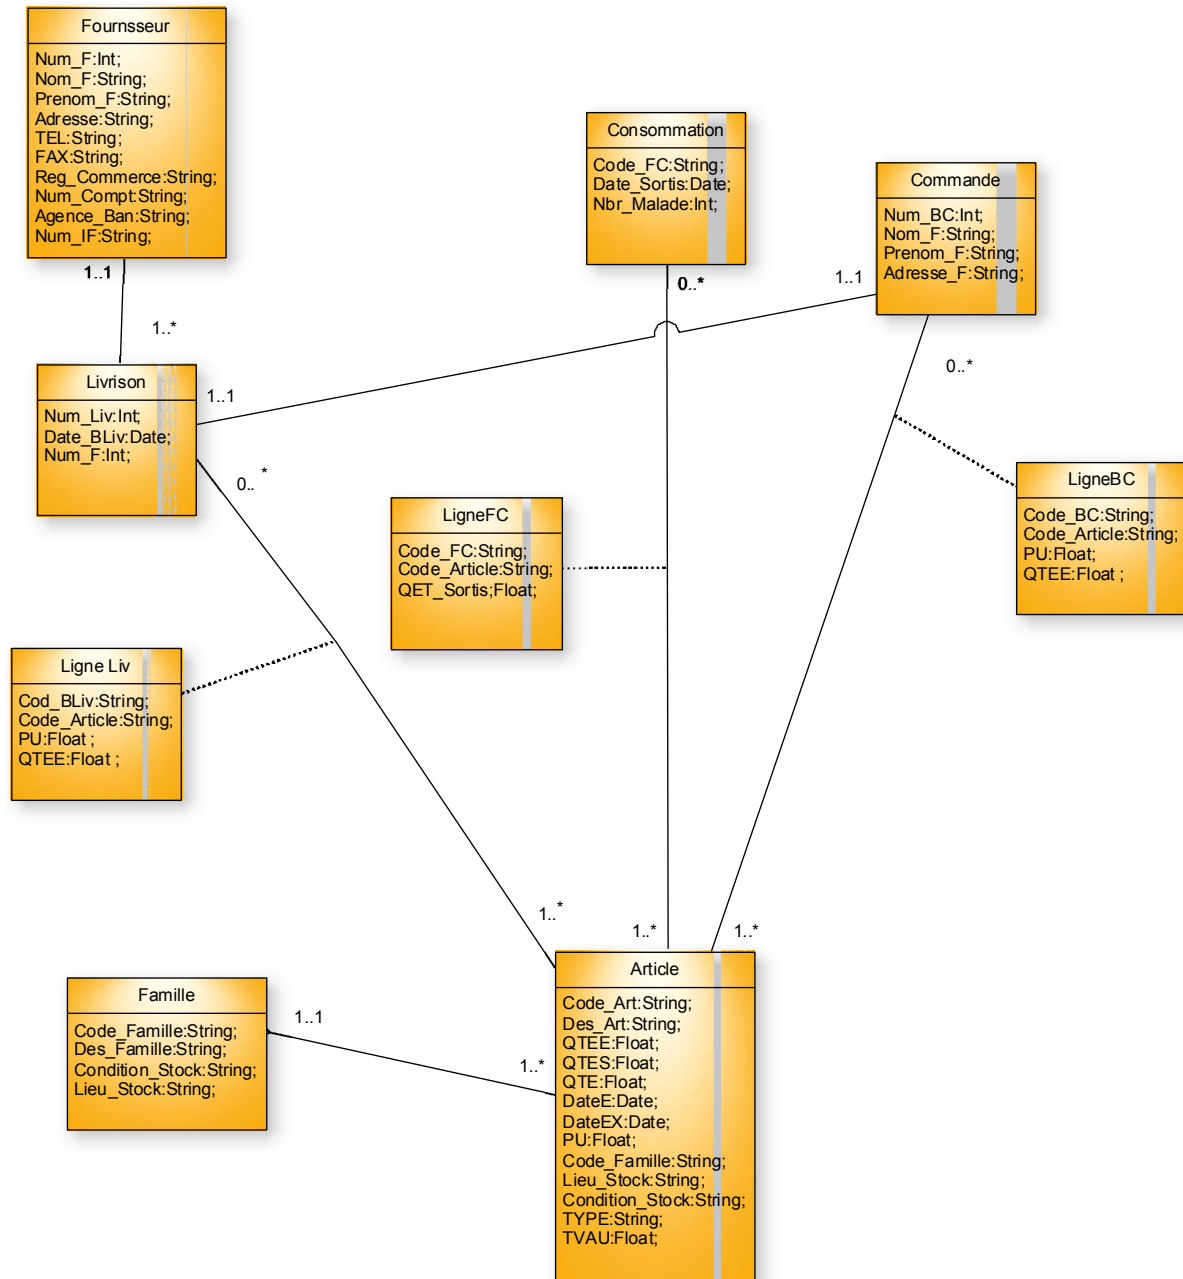 Fournsseur
Num_F:Int;
Nom_F:String;
Prenom_F:String;
Adresse:String;
TEL:String;
FAX:String;
Reg_Commerce:String;
Num_Compt:String;
Agence_Ban:String;
Num_IF:String;
1..1
1..*
Consommation
Code_FC:String;
Date_Sortis:Date;
Nbr_Malade:Int;
0..*
Commande
Num_BC:Int;
Nom_F:String;
Prenom_F:String;
Adresse_F:String;
1..1
0..*
Livrison
Num_Liv:Int;
Date_BLiv:Date;
Num_F:Int;
1..1
0.. *
LigneFC
Code_FC:String;
Code_Article:String;
QET_Sortis;Float;
LigneBC
Code_BC:String;
Code_Article:String;
PU:Float;
QTEE:Float ;
Ligne Liv
Cod_BLiv:String;
Code_Article:String;
PU:Float ;
QTEE:Float ;
1..*
1..*
1..*
Famille
Code_Famille:String;
Des_Famille:String;
Condition_Stock:String;
Lieu_Stock:String;
1..1
1..*
Article
Code_Art:String;
Des_Art:String;
QTEE:Float;
QTES:Float;
QTE:Float;
DateE:Date;
DateEX:Date;
PU:Float;
Code_Famille:String;
Lieu_Stock:String;
Condition_Stock:String;
TYPE:String;
TVAU:Float;